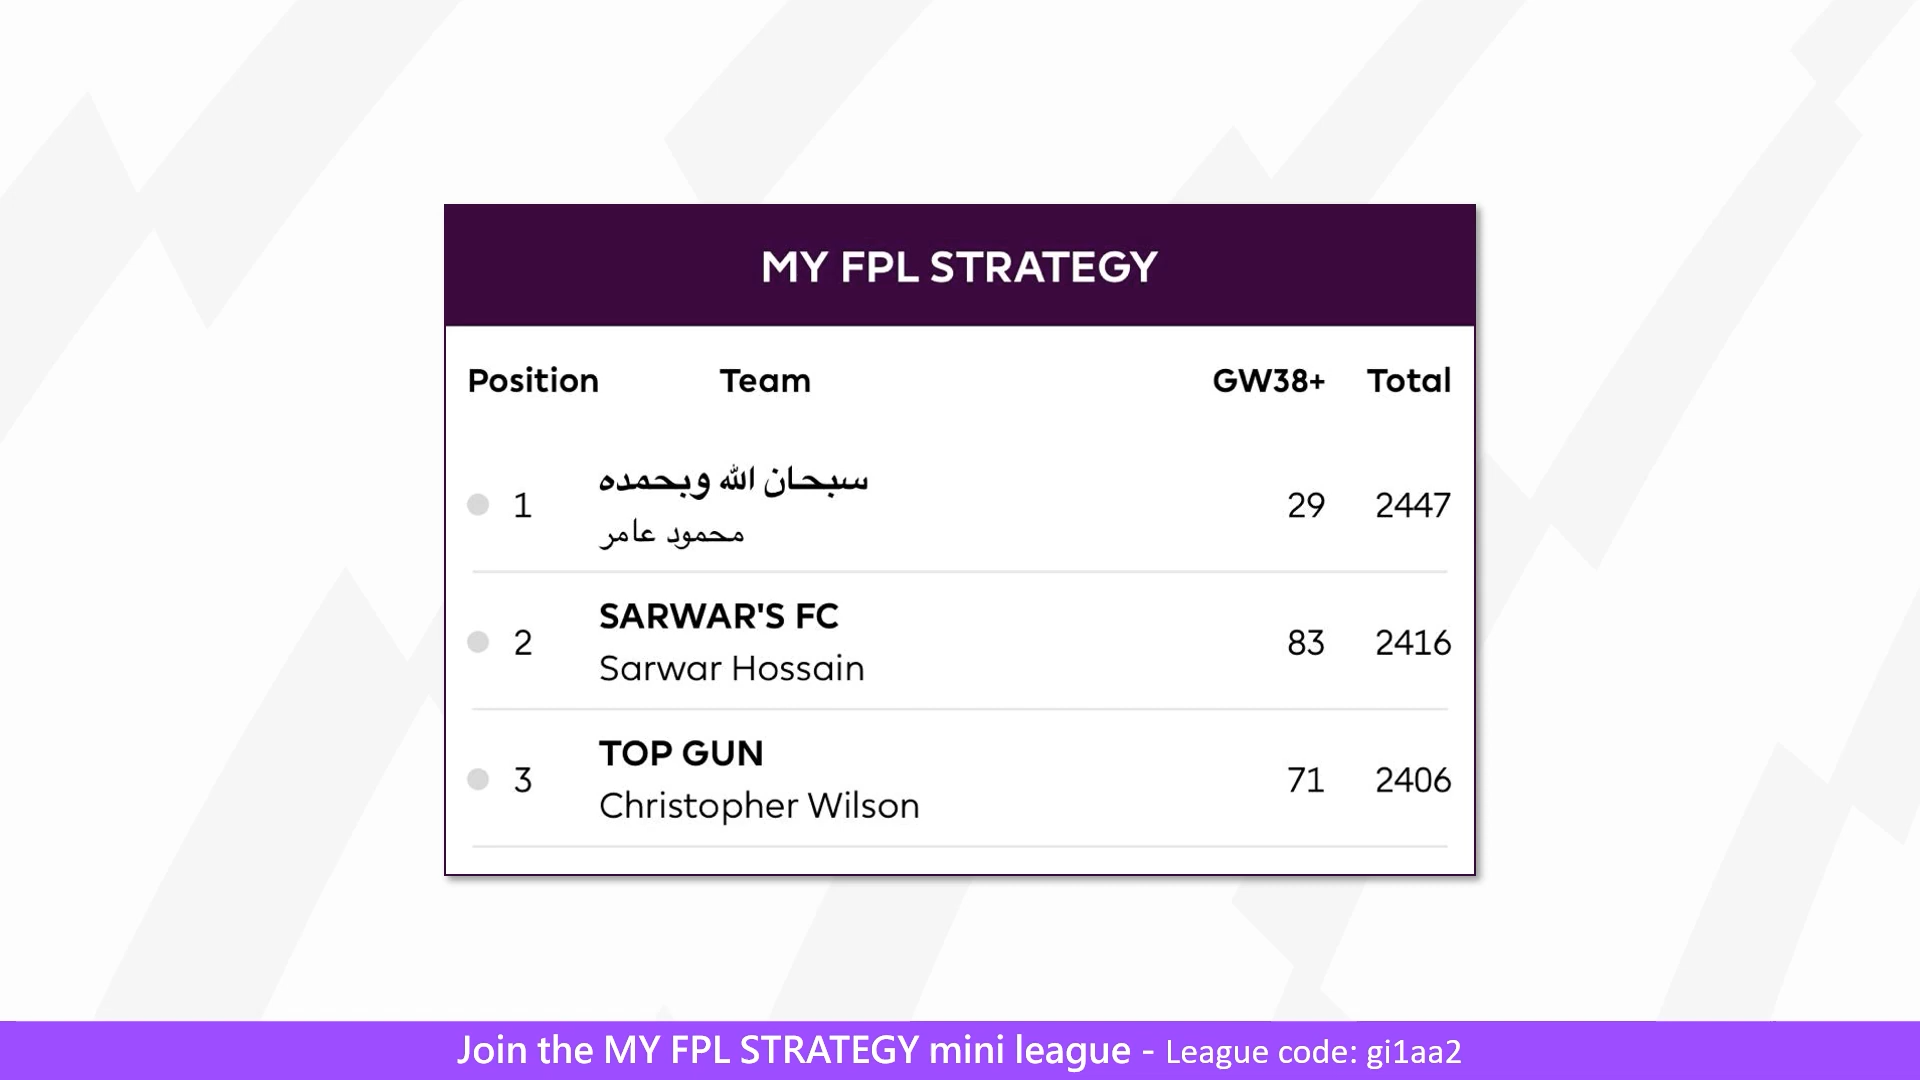 MY FPL STRATEGY
Position Team GW38+ Total
سبحان الله وبحمده
1 29 2447
محمود عامر
SARWAR'S FC
2 83 2416
Sarwar Hossain
TOP GUN
3 71 2406
Christopher Wilson
Join the MY FPL STRATEGY mini league - League code: gi1aa2